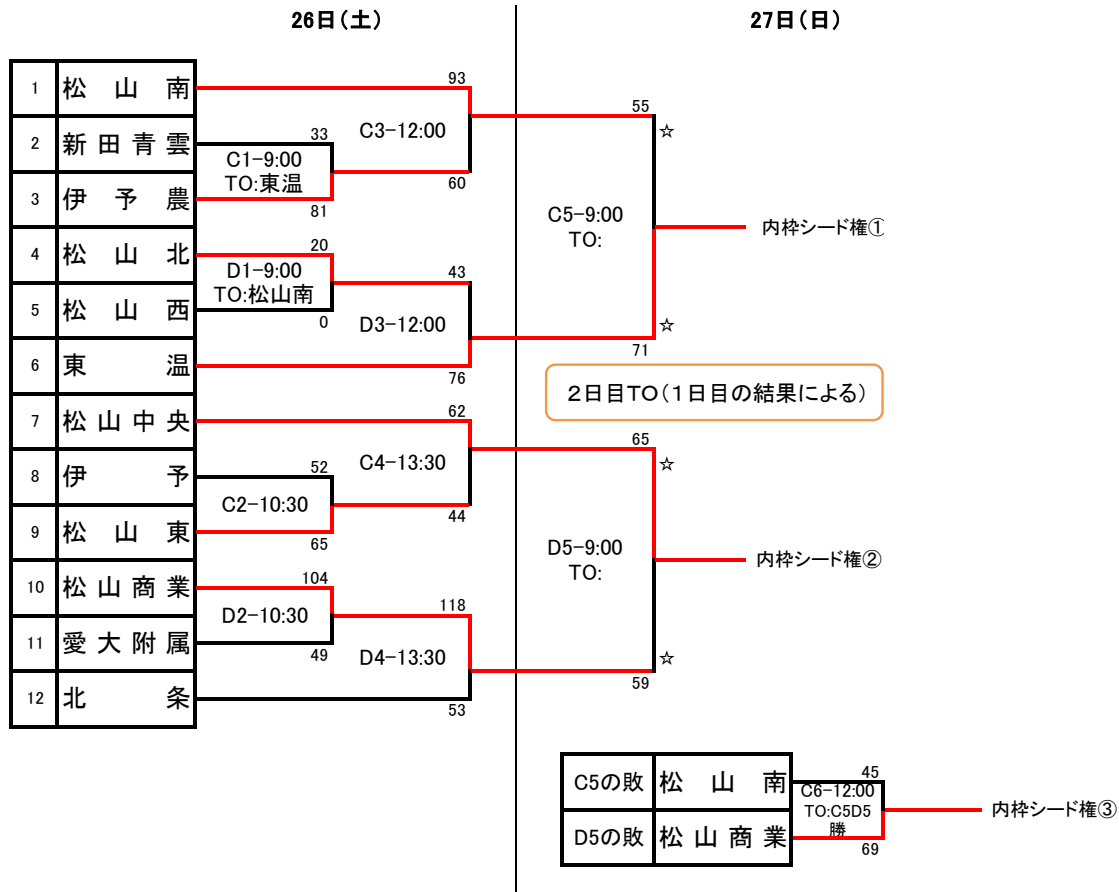 26日（土）
27日（日）
1 松山南
2 新田青雲
3 伊予農
4 松山北
5 松山西
6 東温
7 松山中央
8 伊予
9 松山東
10 松山商業
11 愛大附属
12 北条
33
C1-9:00
TO:東温
81
20
D1-9:00
TO:松山南
0
52
C2-10:30
65
104
D2-10:30
49
93
C3-12:00
60
43
D3-12:00
76
62
C4-13:30
44
118
D4-13:30
53
55
☆
C5-9:00
TO:
☆
71
内枠シード権①
２日目TO（１日目の結果による）
65
☆
D5-9:00
TO:
☆
59
内枠シード権②
C5の敗 松山南
D5の敗 松山商業
45
C6-12:00
TO:C5D5
勝
69
内枠シード権③